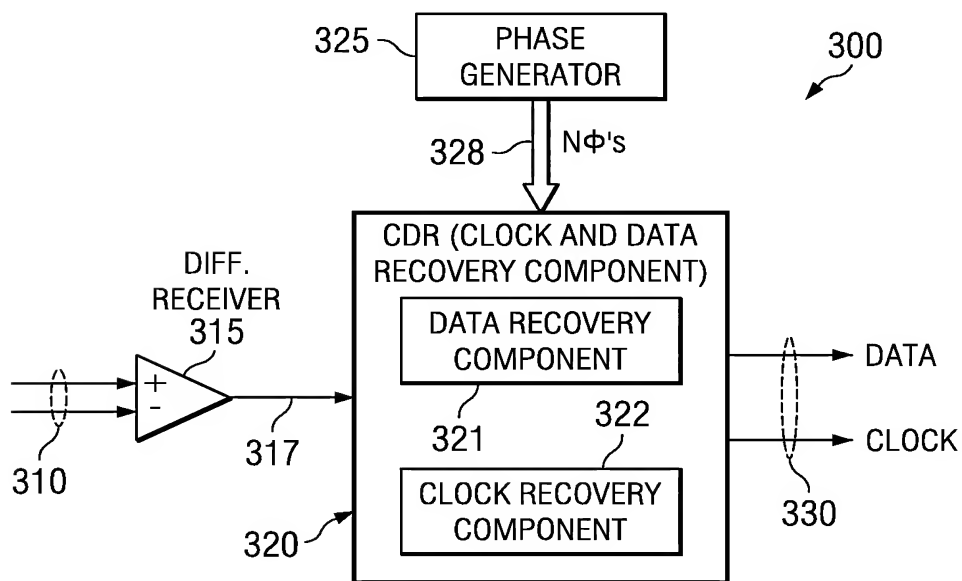 325
PHASE
GENERATOR
300
328
NΦ's
CDR (CLOCK AND DATA
RECOVERY COMPONENT)
DIFF.
RECEIVER
315
DATA RECOVERY
COMPONENT
DATA
+
-
310
317
321
322
CLOCK
330
320
CLOCK RECOVERY
COMPONENT